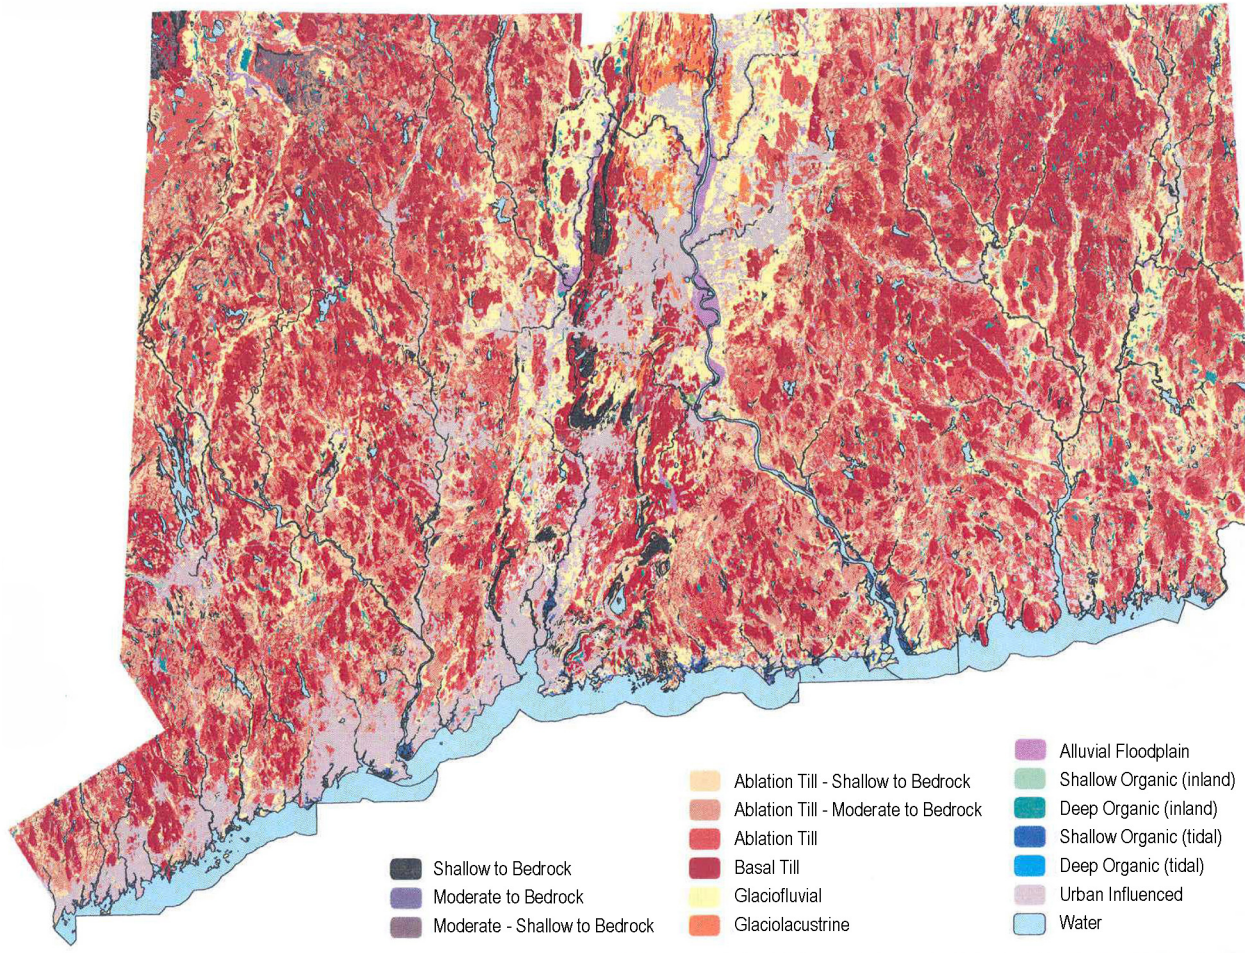 Shallow to Bedrock
Moderate to Bedrock
Moderate - Shallow to Bedrock
Ablation Till - Shallow to Bedrock
Ablation Till - Moderate to Bedrock
Ablation Till
Basal Till
Glaciofluvial
Glaciolacustrine
Alluvial Floodplain
Shallow Organic (inland)
Deep Organic (inland)
Shallow Organic (tidal)
Deep Organic (tidal)
Urban Influenced
Water